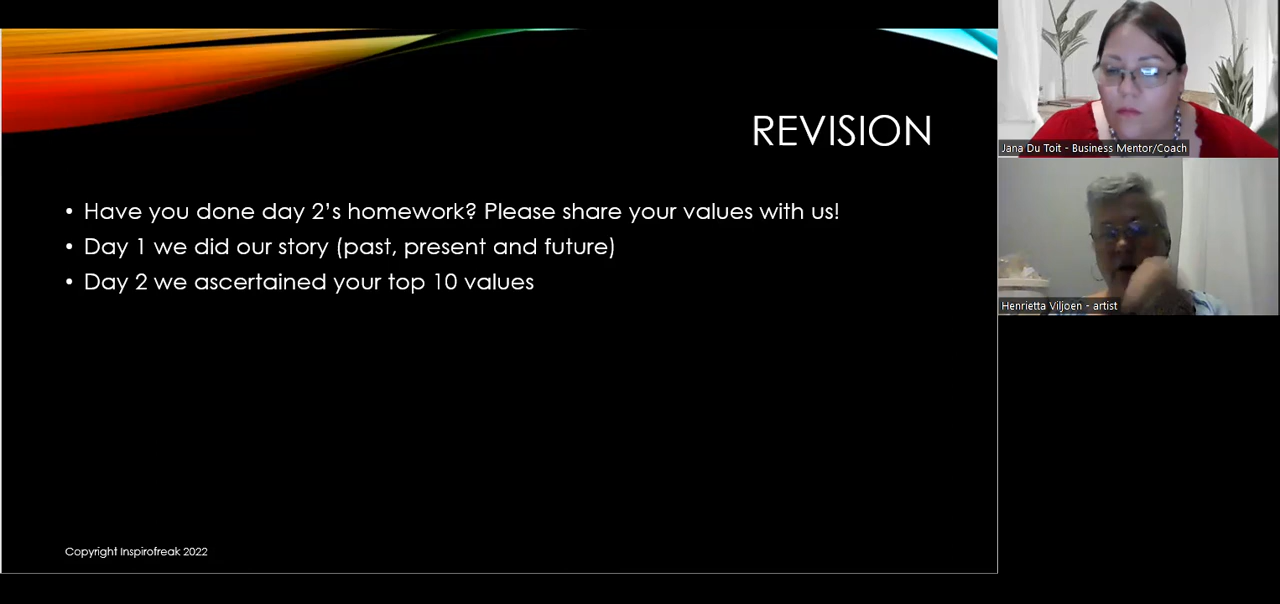 REVISION
• Have you done day 2’s homework? Please share your values with us!
• Day 1 we did our story (past, present and future)
• Day 2 we ascertained your top 10 values
Copyright Inspirofreak 2022
Jana Du Toit - Business Mentor/Coach
Henrietta Viljoen - artist